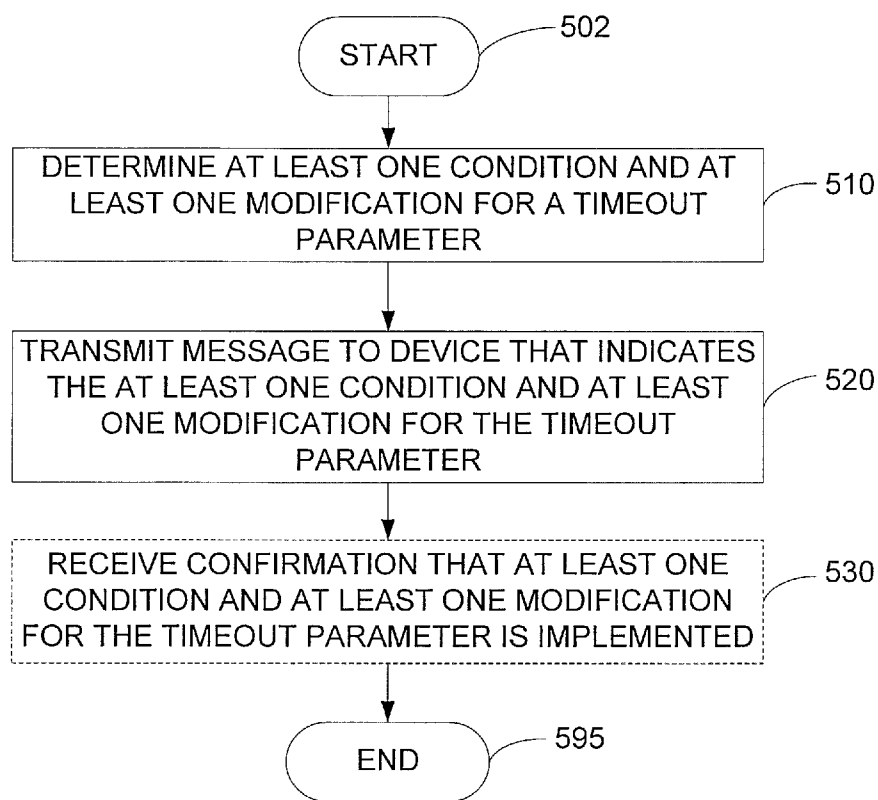 START
502
DETERMINE AT LEAST ONE CONDITION AND AT
LEAST ONE MODIFICATION FOR A TIMEOUT
PARAMETER
510
TRANSMIT MESSAGE TO DEVICE THAT INDICATES
THE AT LEAST ONE CONDITION AND AT LEAST
ONE MODIFICATION FOR THE TIMEOUT
PARAMETER
520
RECEIVE CONFIRMATION THAT AT LEAST ONE
CONDITION AND AT LEAST ONE MODIFICATION
FOR THE TIMEOUT PARAMETER IS IMPLEMENTED
530
END
595